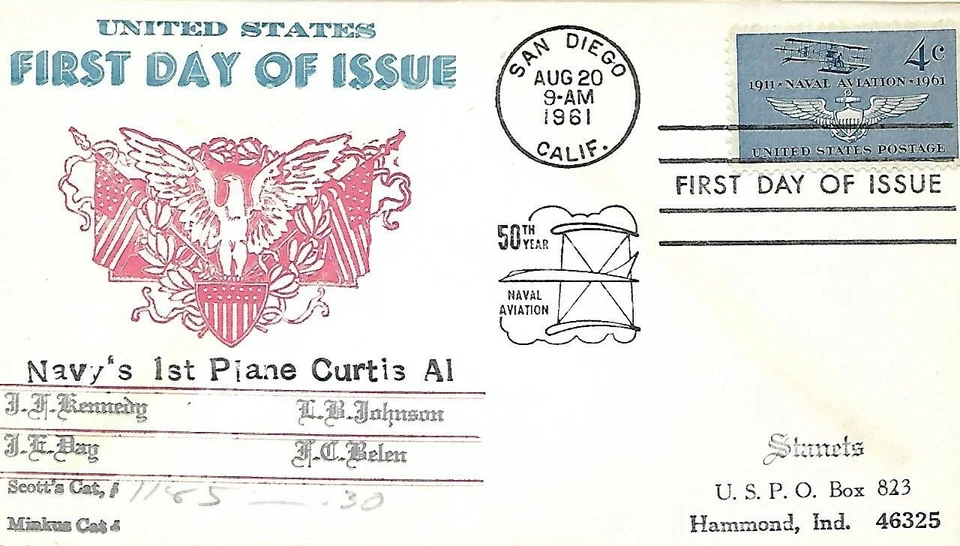 UNITED STATES
FIRST DAY OF ISSUE
SAN DIEGO
AUG 20
9-AM
1961
CALIF.
4c
1911 · NAVAL AVIATION · 1961
UNITED STATES POSTAGE
FIRST DAY OF ISSUE
50TH
YEAR
NAVAL
AVIATION
Navy's 1st Plane Curtis A1
J.F.Kennedy L.B.Johnson
J.E.Day F.C.Belen
Scott's Cat, # 1185 — .30
Minkus Cat #
Stanets
U. S. P. O. Box 823
Hammond, Ind. 46325